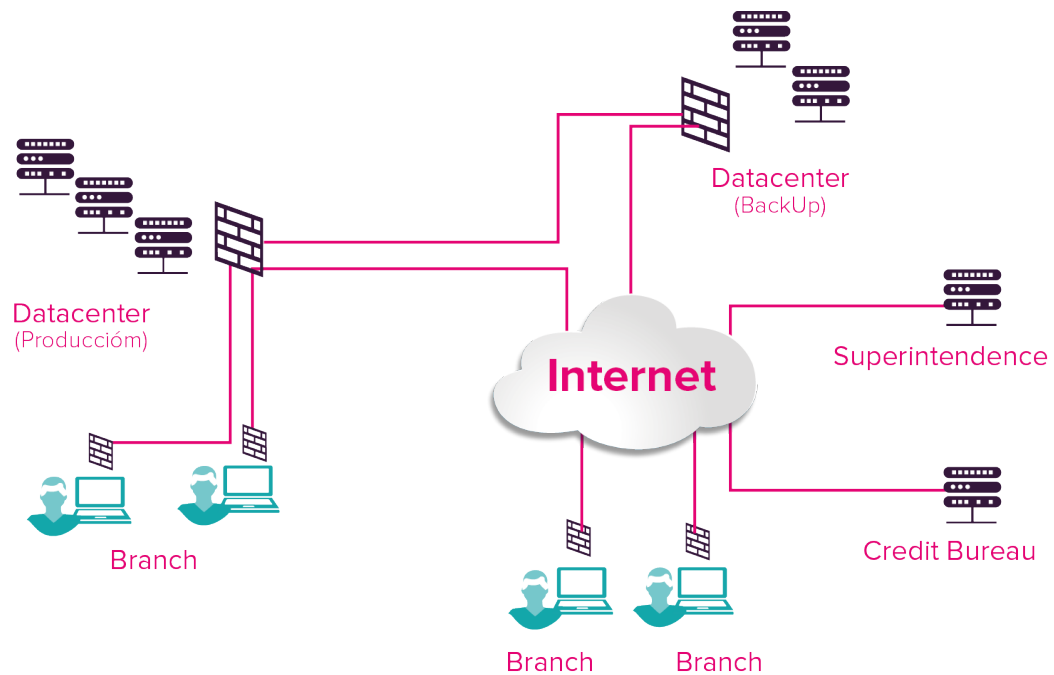 Datacenter
(BackUp)
Datacenter
(Produccióm)
Internet
Superintendence
Credit Bureau
Branch
Branch
Branch